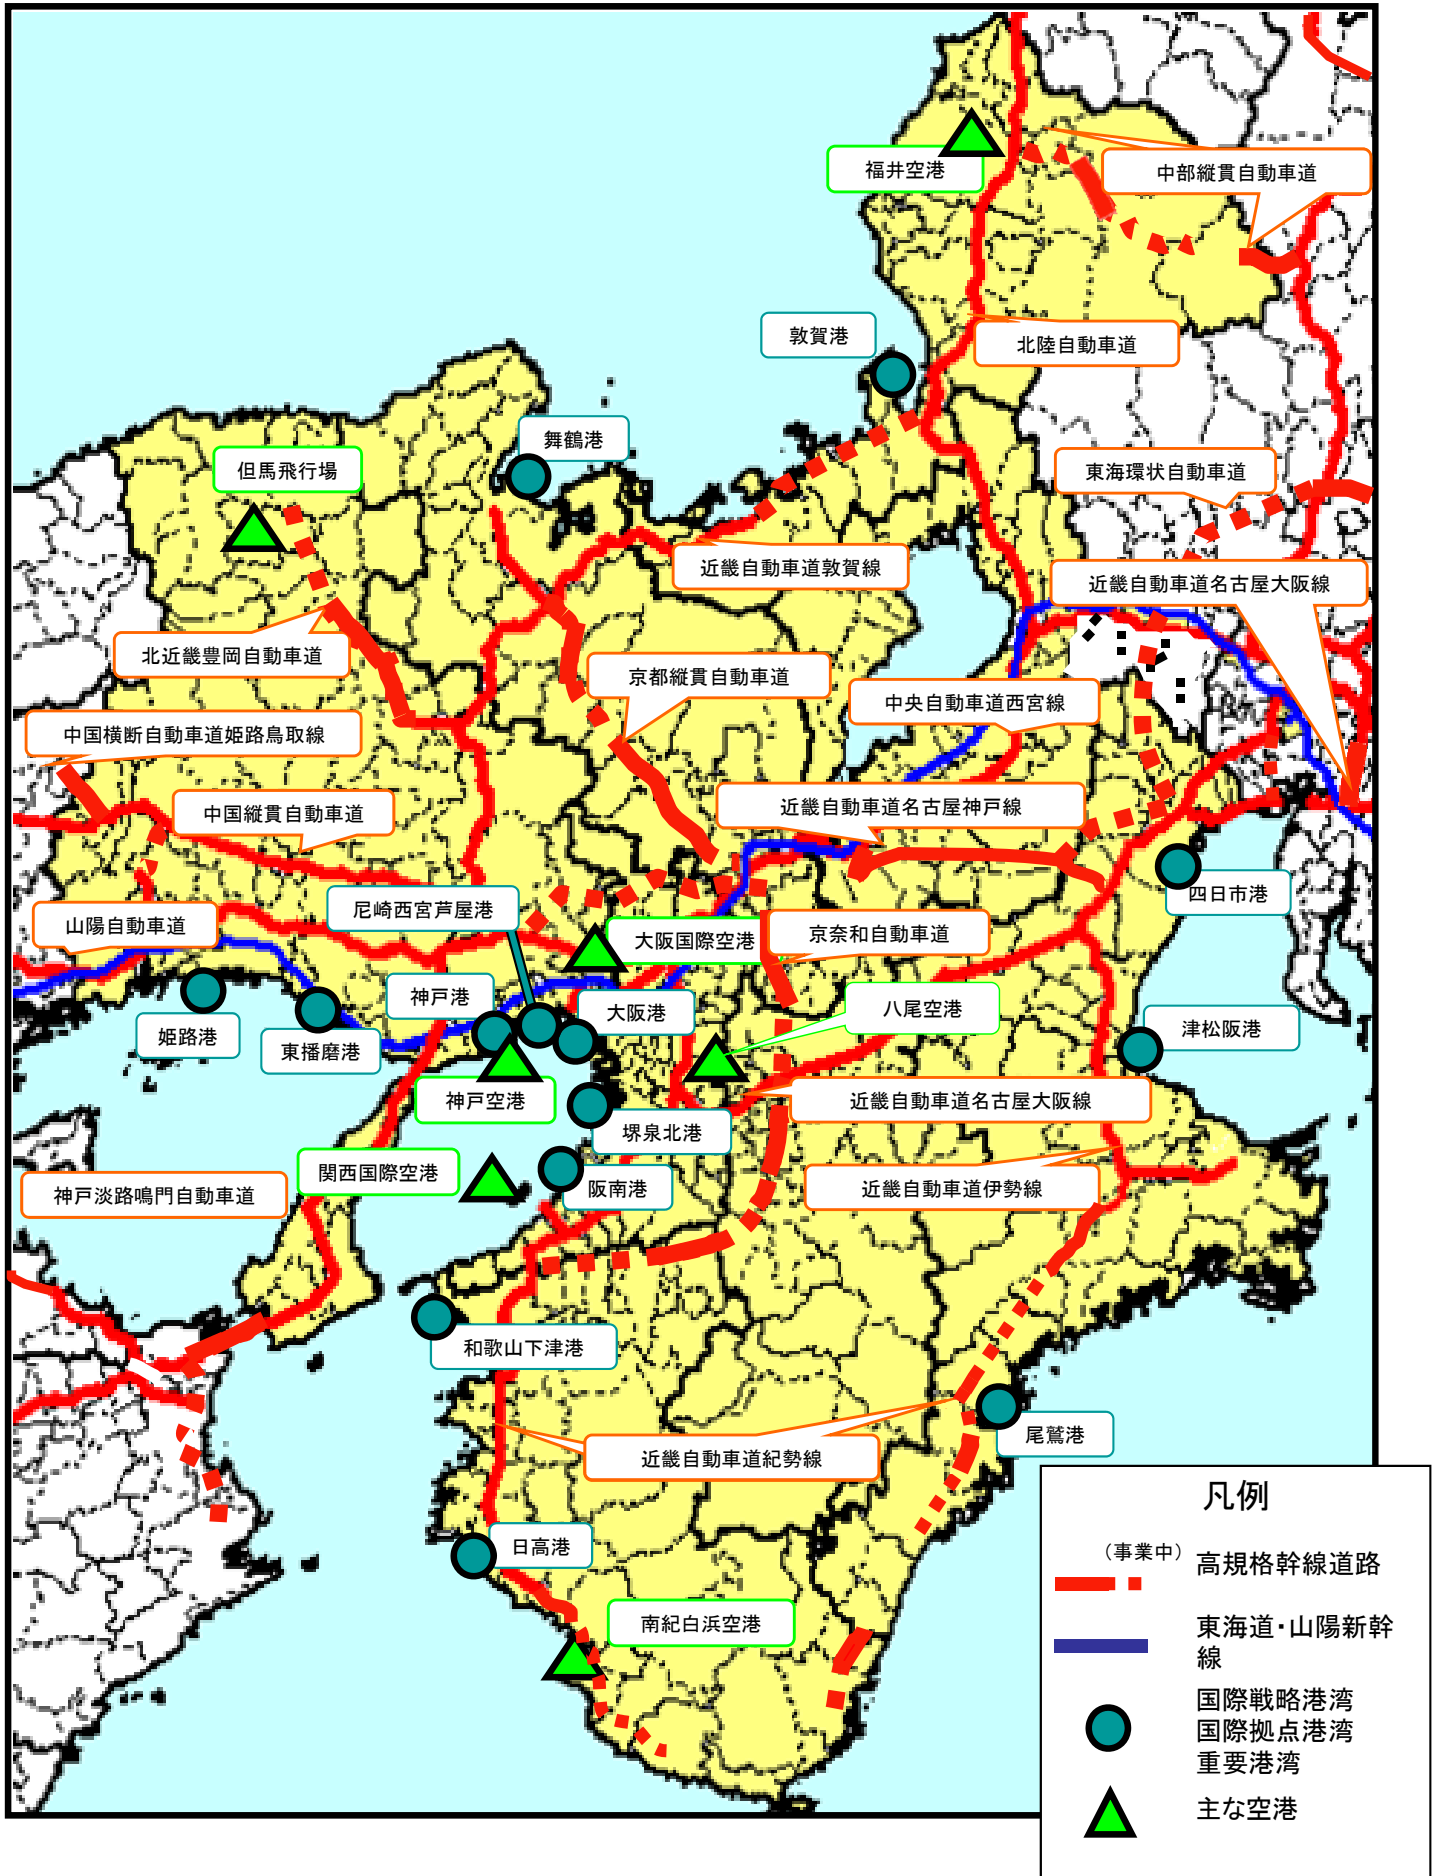 福井空港
中部縦貫自動車道
敦賀港
北陸自動車道
舞鶴港
但馬飛行場
東海環状自動車道
近畿自動車道敦賀線
近畿自動車道名古屋大阪線
北近畿豊岡自動車道
京都縦貫自動車道
中央自動車道西宮線
中国横断自動車道姫路鳥取線
中国縦貫自動車道
近畿自動車道名古屋神戸線
尼崎西宮芦屋港
四日市港
山陽自動車道
大阪国際空港
京奈和自動車道
神戸港
大阪港
八尾空港
姫路港
東播磨港
津松阪港
神戸空港
近畿自動車道名古屋大阪線
堺泉北港
関西国際空港
阪南港
神戸淡路鳴門自動車道
近畿自動車道伊勢線
和歌山下津港
尾鷲港
近畿自動車道紀勢線
日高港
南紀白浜空港
凡例
（事業中）
高規格幹線道路
東海道・山陽新幹
線
国際戦略港湾
国際拠点港湾
重要港湾
主な空港